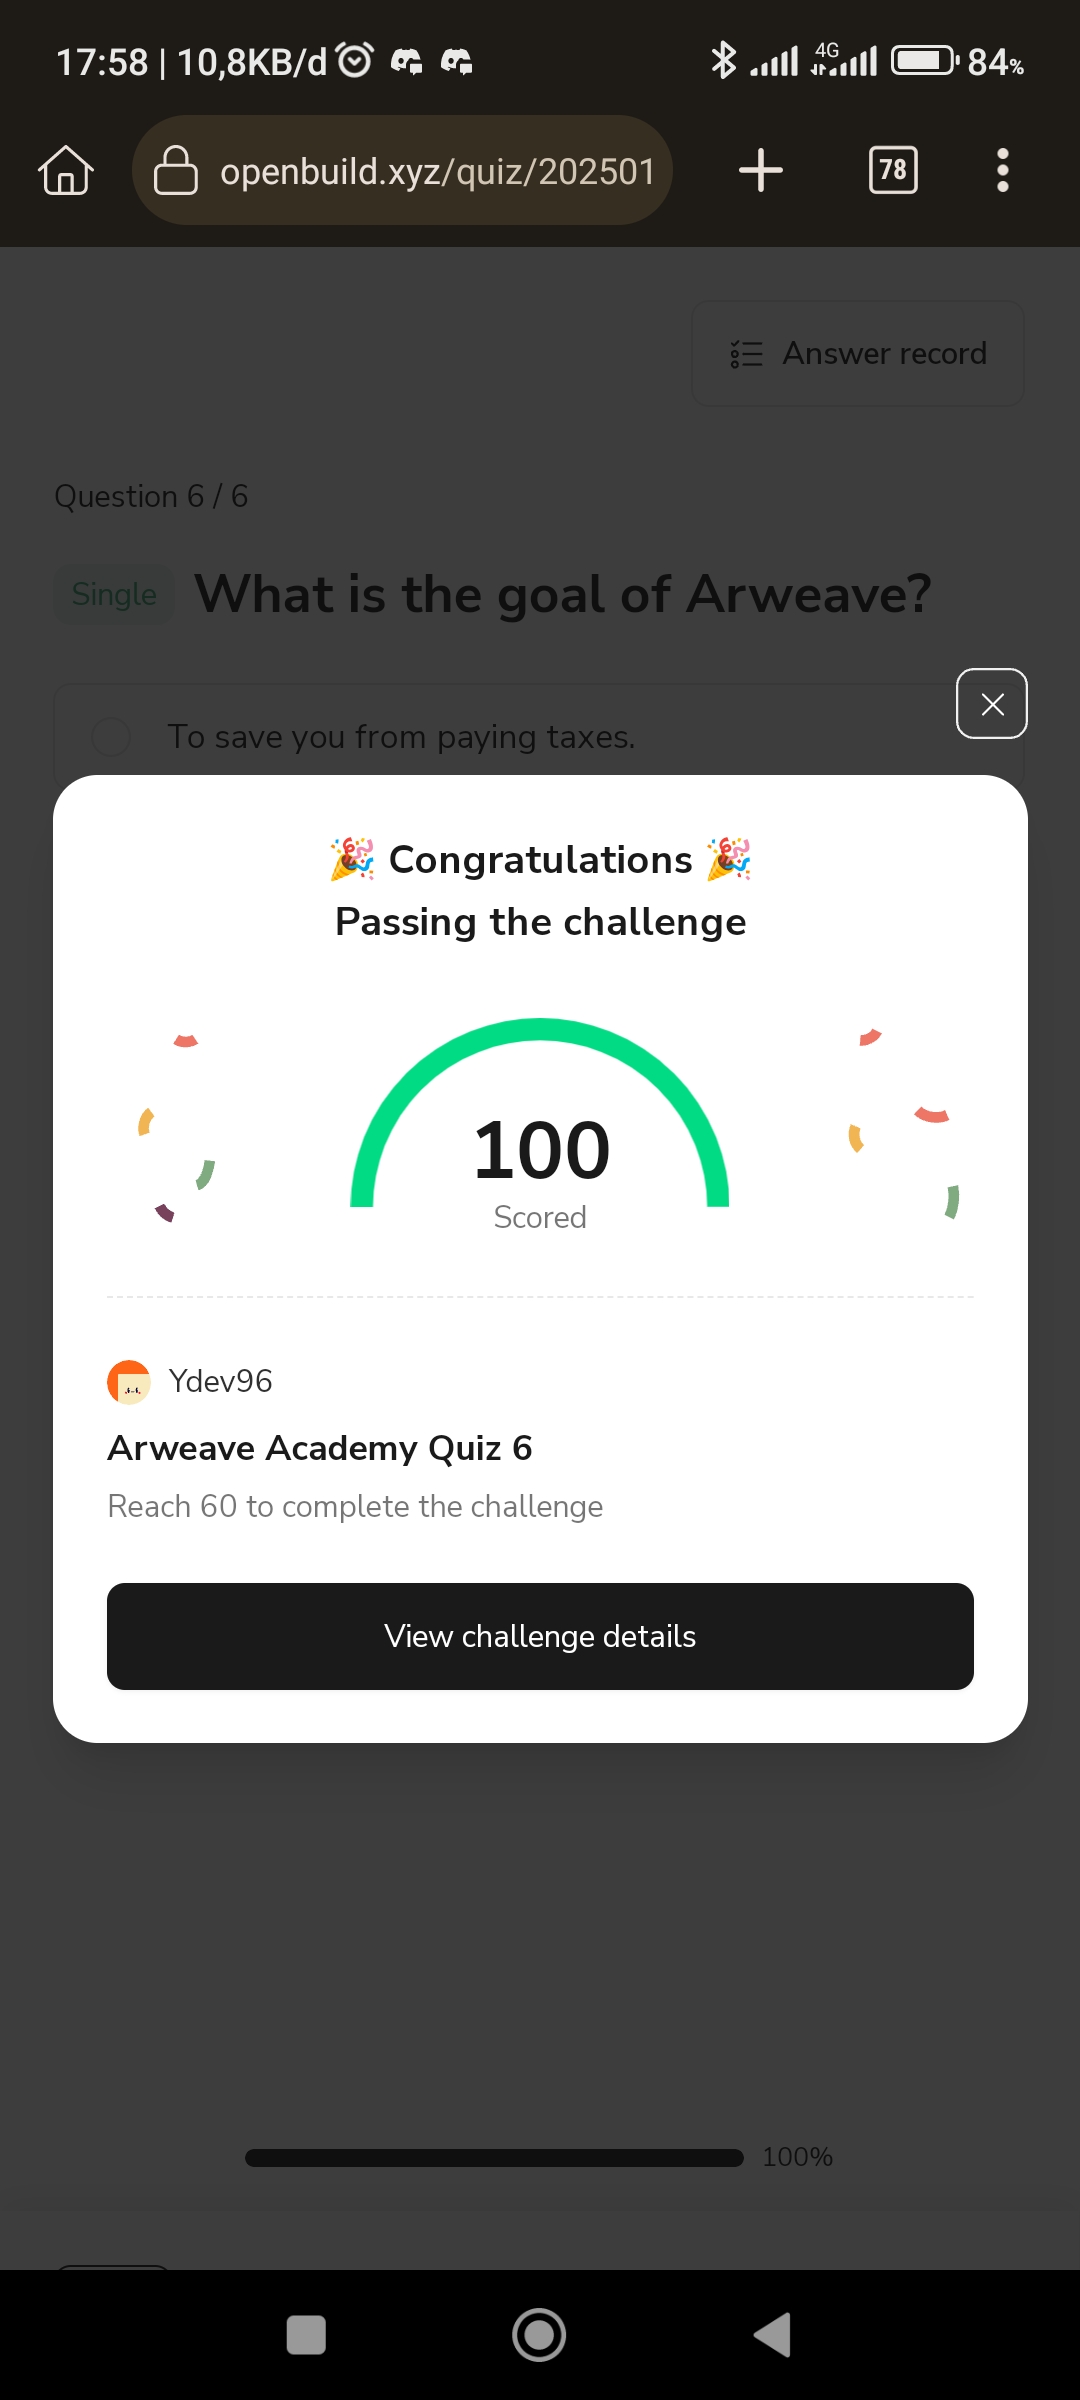 17:58 | 10,8KB/d
4G
84%
openbuild.xyz/quiz/202501
78
Answer record
Question 6 / 6
Single What is the goal of Arweave?
To save you from paying taxes.
🎉 Congratulations 🎉
Passing the challenge
100
Scored
Ydev96
Arweave Academy Quiz 6
Reach 60 to complete the challenge
View challenge details
100%